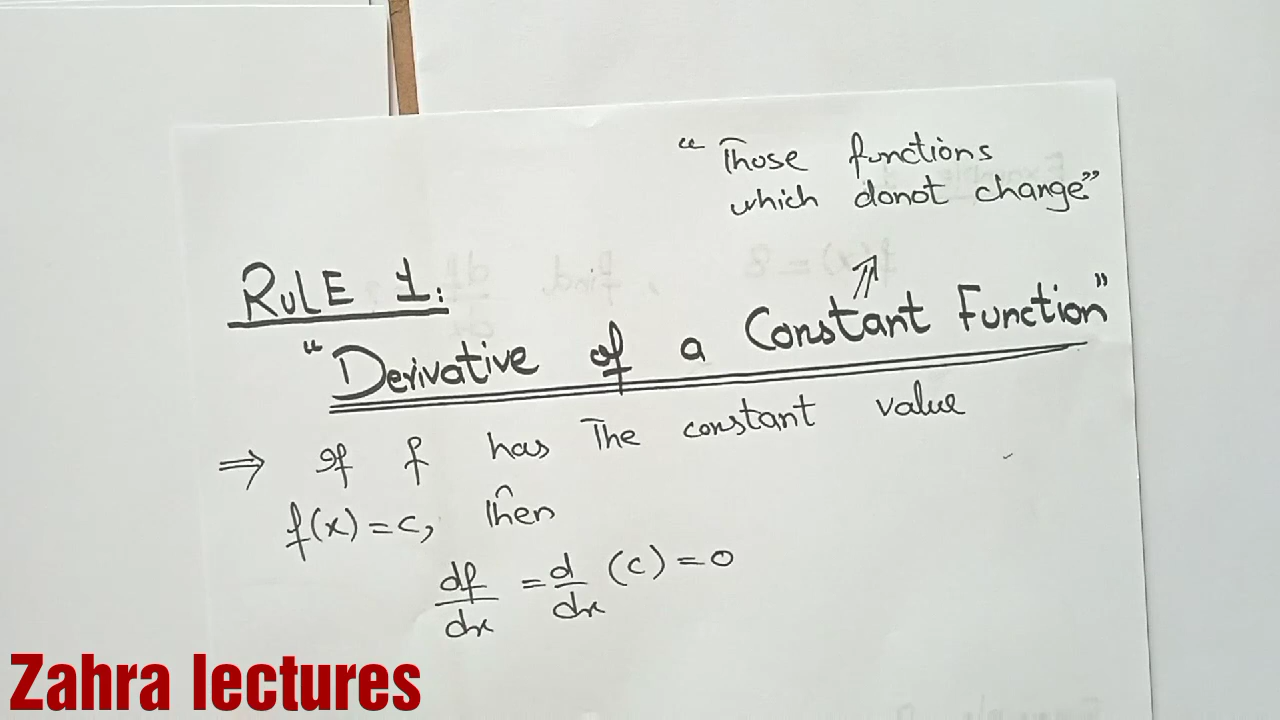 “Those functions
which donot change”
RULE 1:
“Derivative of a Constant Function”
⇒ If f has The constant value
f(x) = c, Then
df/dx = d/dx (c) = 0
Zahra lectures